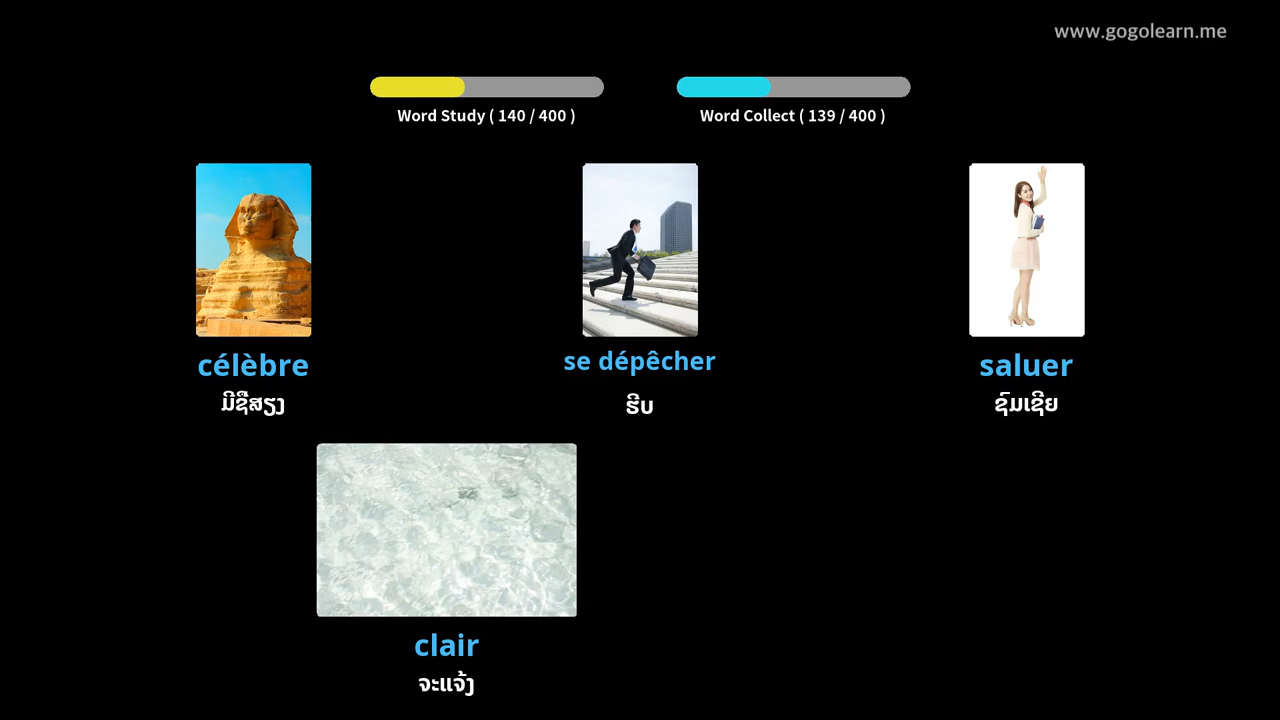 www.gogolearn.me
Word Study ( 140 / 400 )
Word Collect ( 139 / 400 )
célèbre
ມີຊື່ສຽງ
se dépêcher
ຮີບ
saluer
ຊົມເຊີຍ
clair
ຈະແຈ້ງ